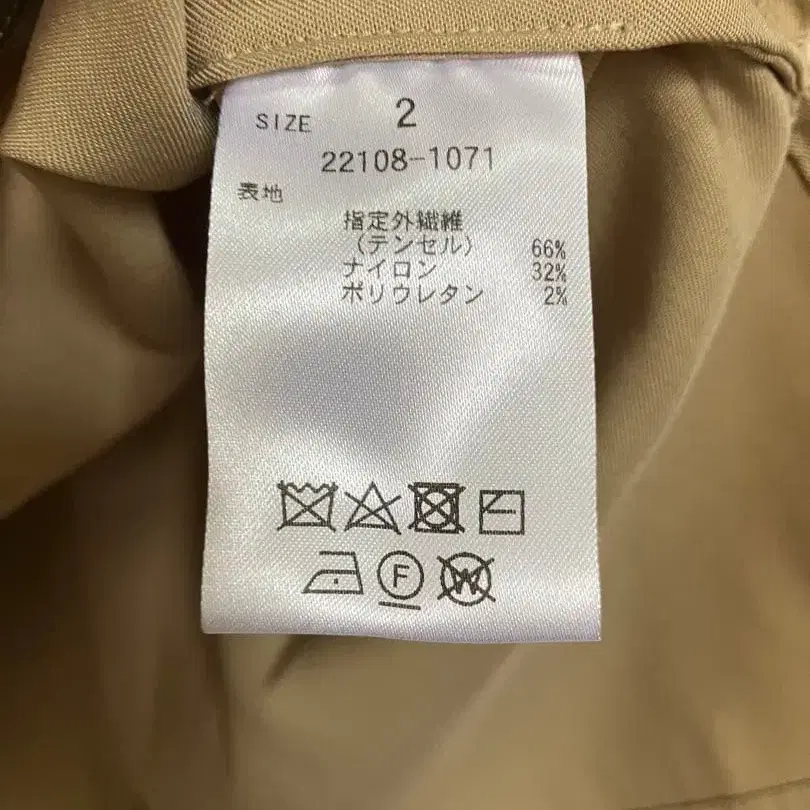 SIZE 2
22108-1071
表地
指定外繊維
(テンセル) 66%
ナイロン 32%
ポリウレタン 2%
F W